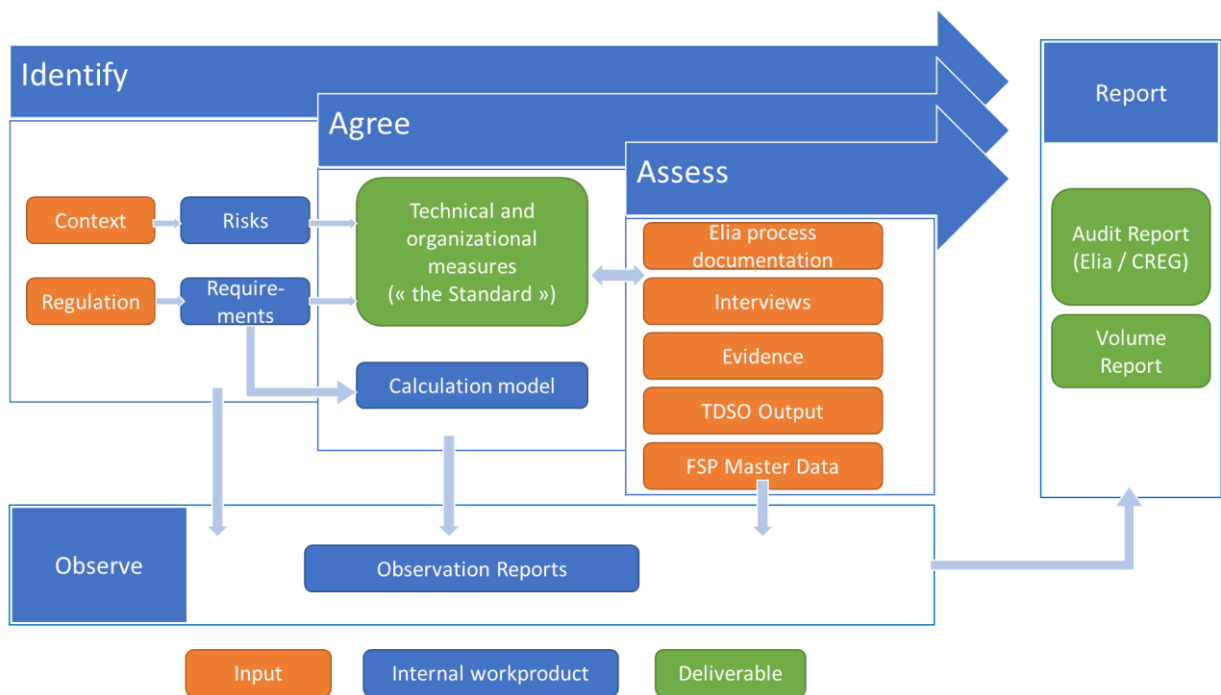 Identify
Agree
Assess
Report
Context
Risks
Regulation
Require-
ments
Technical and
organizational
measures
(« the Standard »)
Calculation model
Elia process
documentation
Interviews
Evidence
TDSO Output
FSP Master Data
Audit Report
(Elia / CREG)
Volume
Report
Observe
Observation Reports
Input
Internal workproduct
Deliverable